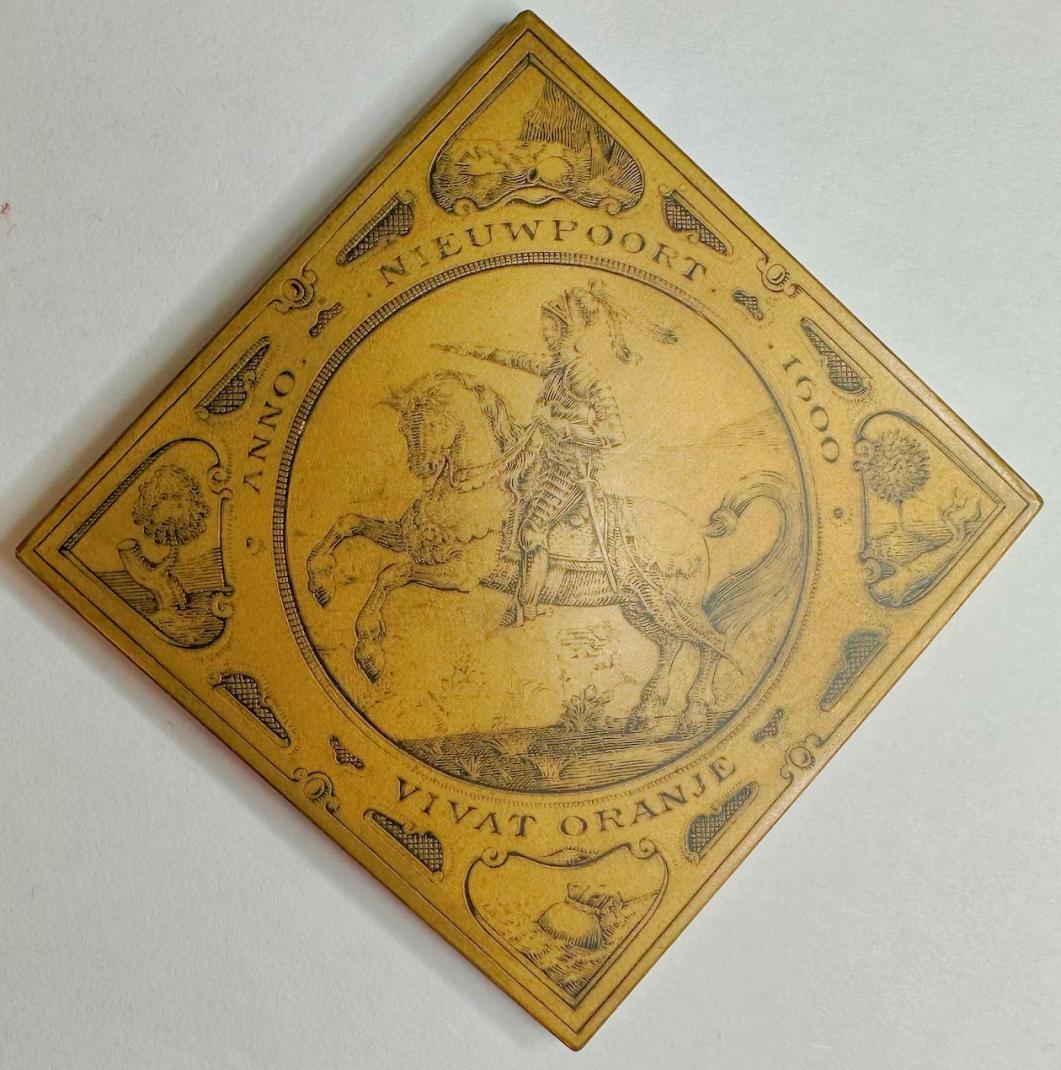 ANNO.
. NIEUWPOORT.
. 1600
VIVAT ORANJE